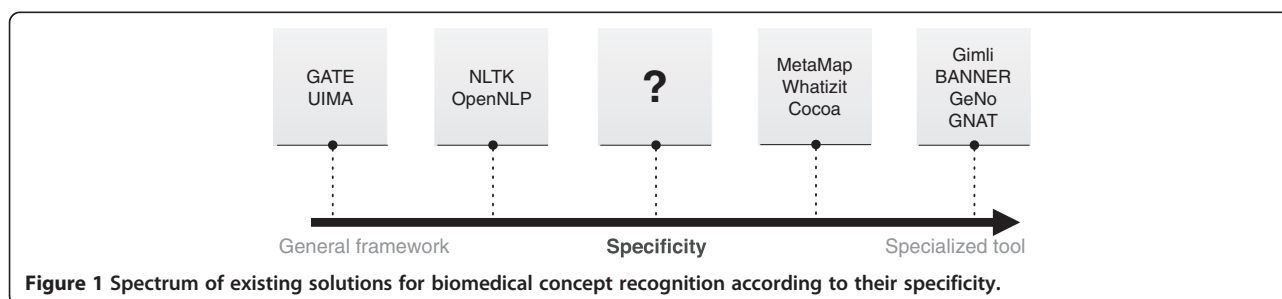 GATE
UIMA
NLTK
OpenNLP
?
MetaMap
Whatizit
Cocoa
Gimli
BANNER
GeNo
GNAT
General framework
Specificity
Specialized tool
Figure 1 Spectrum of existing solutions for biomedical concept recognition according to their specificity.